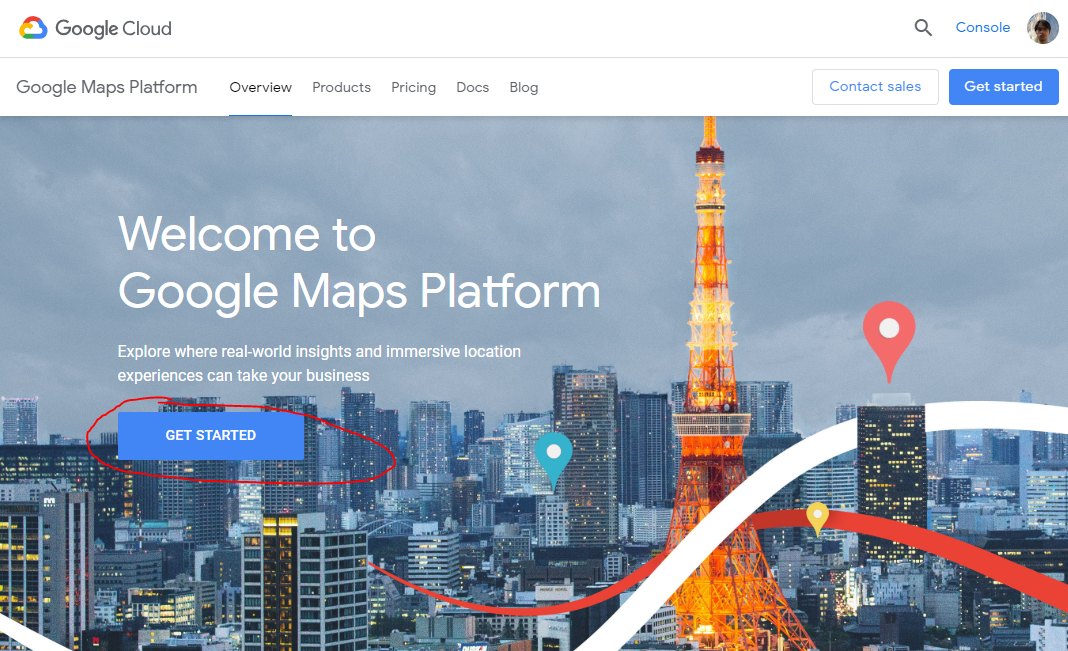 Google Cloud
Console
Google Maps Platform
Overview
Products
Pricing
Docs
Blog
Contact sales
Get started
Welcome to
Google Maps Platform
Explore where real-world insights and immersive location
experiences can take your business
GET STARTED